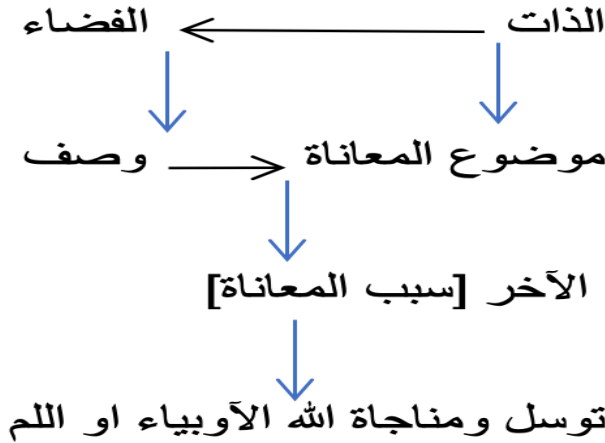 الذات الفضاء
موضوع المعاناة وصف
الآخر [سبب المعاناة]
توسل ومناجاة الله الآوبياء او اللم